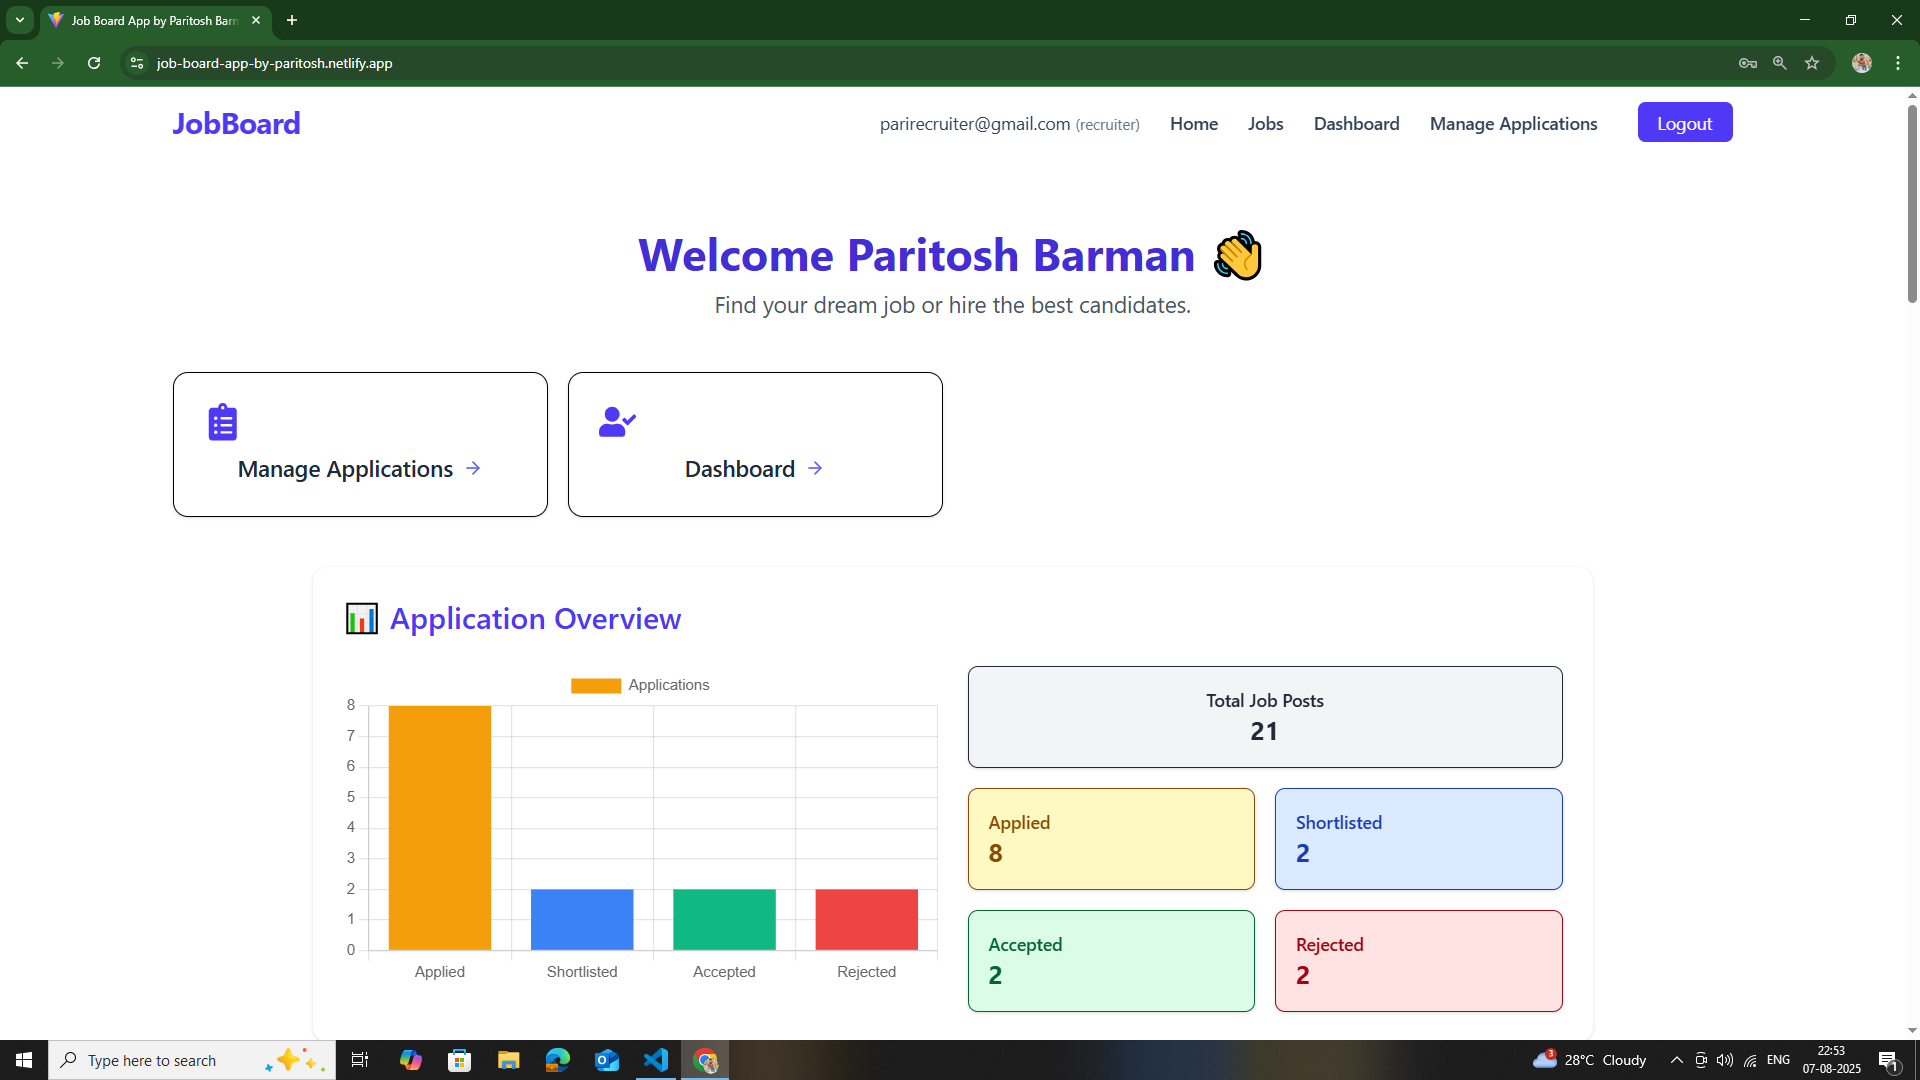 Job Board App by Paritosh Barm
job-board-app-by-paritosh.netlify.app
JobBoard
parirecruiter@gmail.com (recruiter)
Home
Jobs
Dashboard
Manage Applications
Logout
Welcome Paritosh Barman 👋
Find your dream job or hire the best candidates.
Manage Applications →
Dashboard →
📊 Application Overview
Applications
8
7
6
5
4
3
2
1
0
Applied
Shortlisted
Accepted
Rejected
Total Job Posts
21
Applied
8
Shortlisted
2
Accepted
2
Rejected
2
Type here to search
3
28°C Cloudy
ENG
22:53
07-08-2025
1